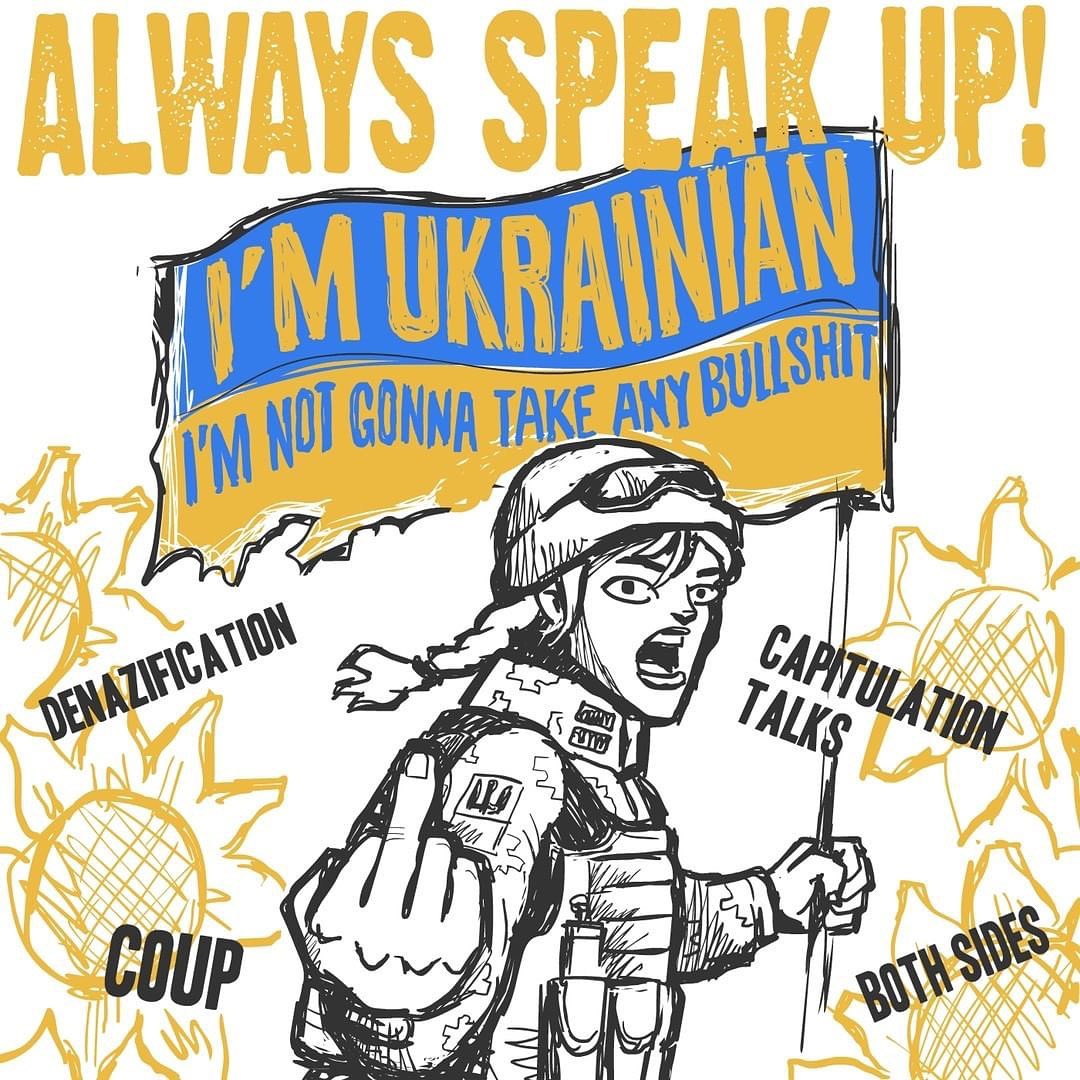 ALWAYS SPEAK UP!
I'M UKRAINIAN
I'M NOT GONNA TAKE ANY BULLSHIT
DENAZIFICATION
CAPITULATION
TALKS
COUP
BOTH SIDES